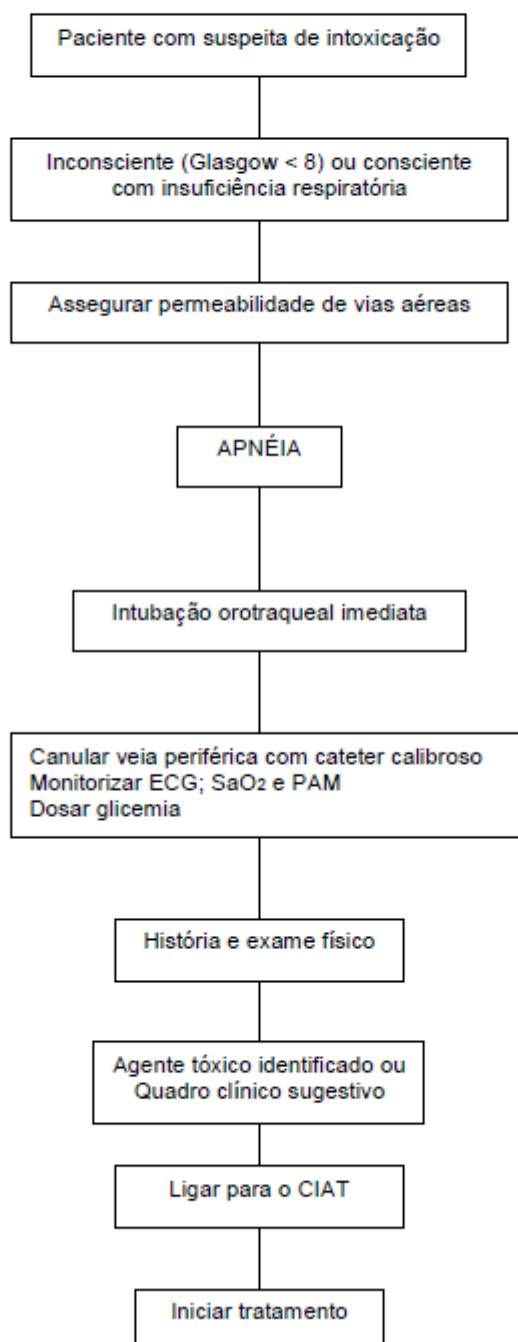 Paciente com suspeita de intoxicação
Inconsciente (Glasgow < 8) ou consciente
com insuficiência respiratória
Assegurar permeabilidade de vias aéreas
APNÉIA
Intubação orotraqueal imediata
Canular veia periférica com cateter calibroso
Monitorizar ECG; SaO2 e PAM
Dosar glicemia
História e exame físico
Agente tóxico identificado ou
Quadro clínico sugestivo
Ligar para o CIAT
Iniciar tratamento